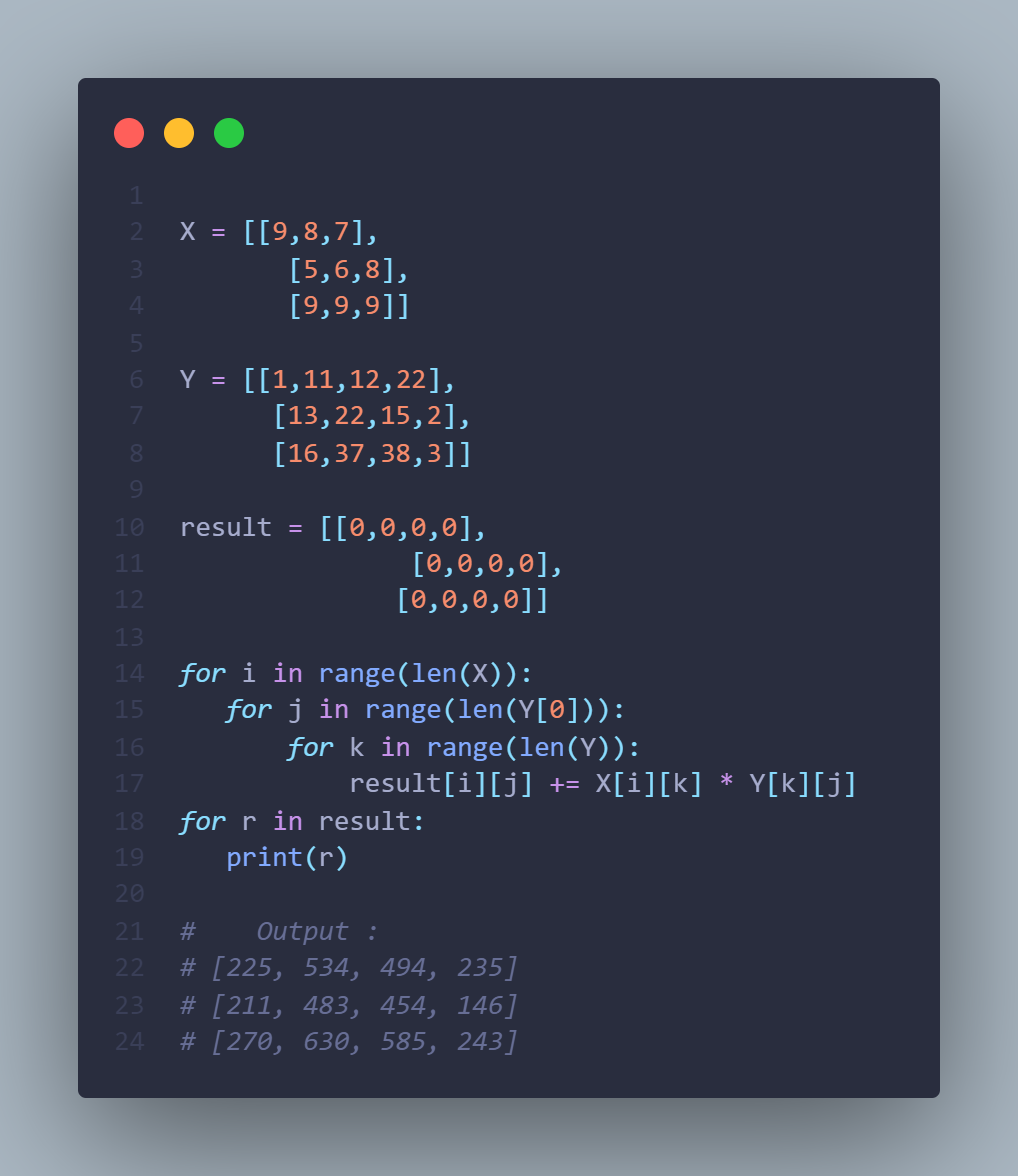 1
2 X = [[9,8,7],
3        [5,6,8],
4        [9,9,9]]
5
6 Y = [[1,11,12,22],
7       [13,22,15,2],
8       [16,37,38,3]]
9
10 result = [[0,0,0,0],
11                [0,0,0,0],
12               [0,0,0,0]]
13
14 for i in range(len(X)):
15    for j in range(len(Y[0])):
16        for k in range(len(Y)):
17            result[i][j] += X[i][k] * Y[k][j]
18 for r in result:
19    print(r)
20
21 #    Output :
22 # [225, 534, 494, 235]
23 # [211, 483, 454, 146]
24 # [270, 630, 585, 243]